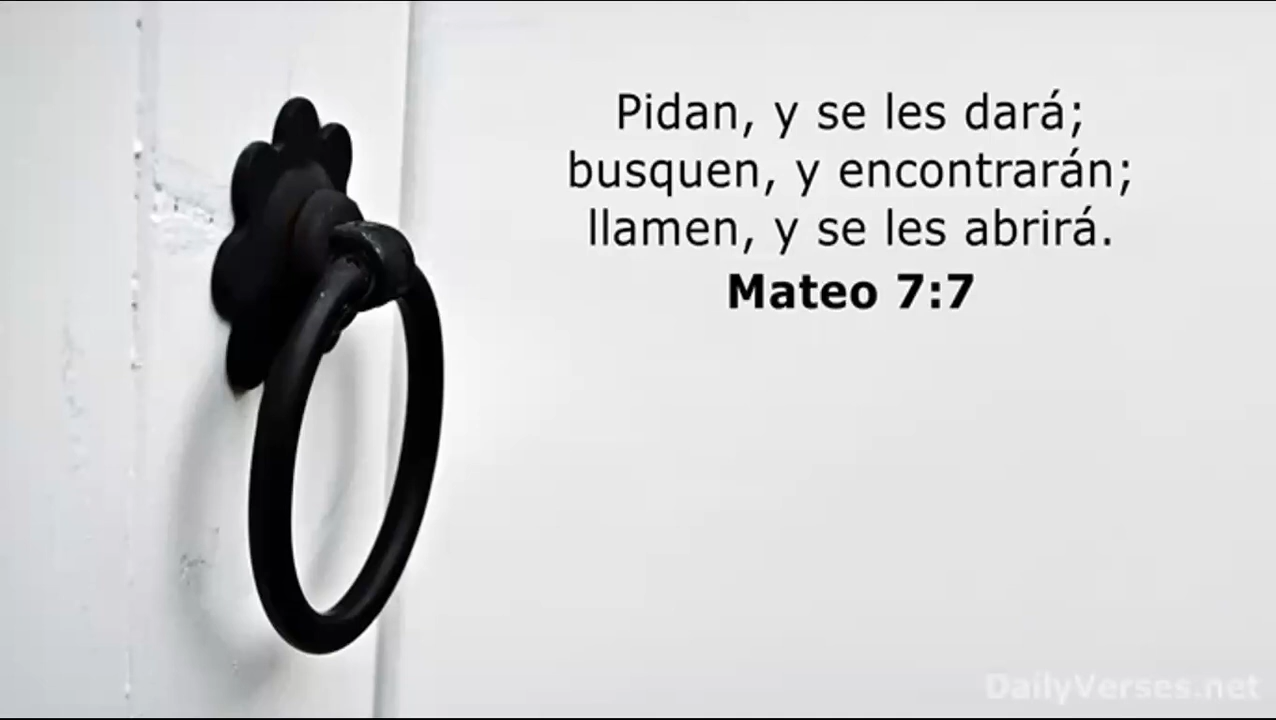 Pidan, y se les dará;
busquen, y encontrarán;
llamen, y se les abrirá.
Mateo 7:7
DailyVerses.net